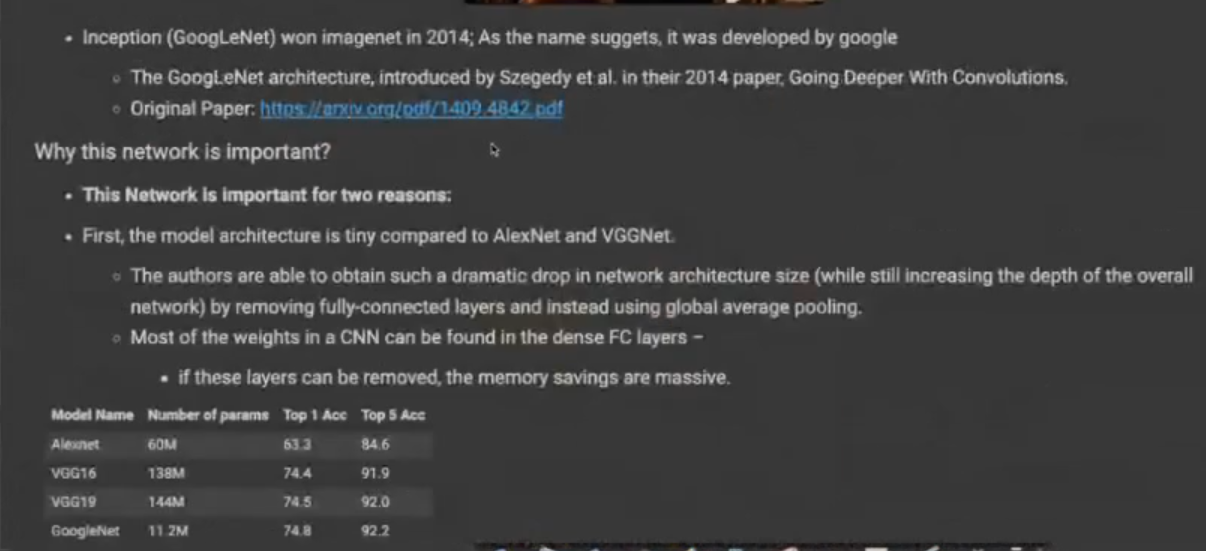 • Inception (GoogLeNet) won imagenet in 2014; As the name suggets, it was developed by google
◦ The GoogLeNet architecture, introduced by Szegedy et al. in their 2014 paper, Going Deeper With Convolutions.
◦ Original Paper: https://arxiv.org/pdf/1409.4842.pdf
Why this network is important?
• This Network is important for two reasons:
• First, the model architecture is tiny compared to AlexNet and VGGNet.
◦ The authors are able to obtain such a dramatic drop in network architecture size (while still increasing the depth of the overall
network) by removing fully-connected layers and instead using global average pooling.
◦ Most of the weights in a CNN can be found in the dense FC layers –
▪ if these layers can be removed, the memory savings are massive.
Model Name Number of params Top 1 Acc Top 5 Acc
Alexnet 60M 63.3 84.6
VGG16 138M 74.4 91.9
VGG19 144M 74.5 92.0
GoogleNet 11.2M 74.8 92.2